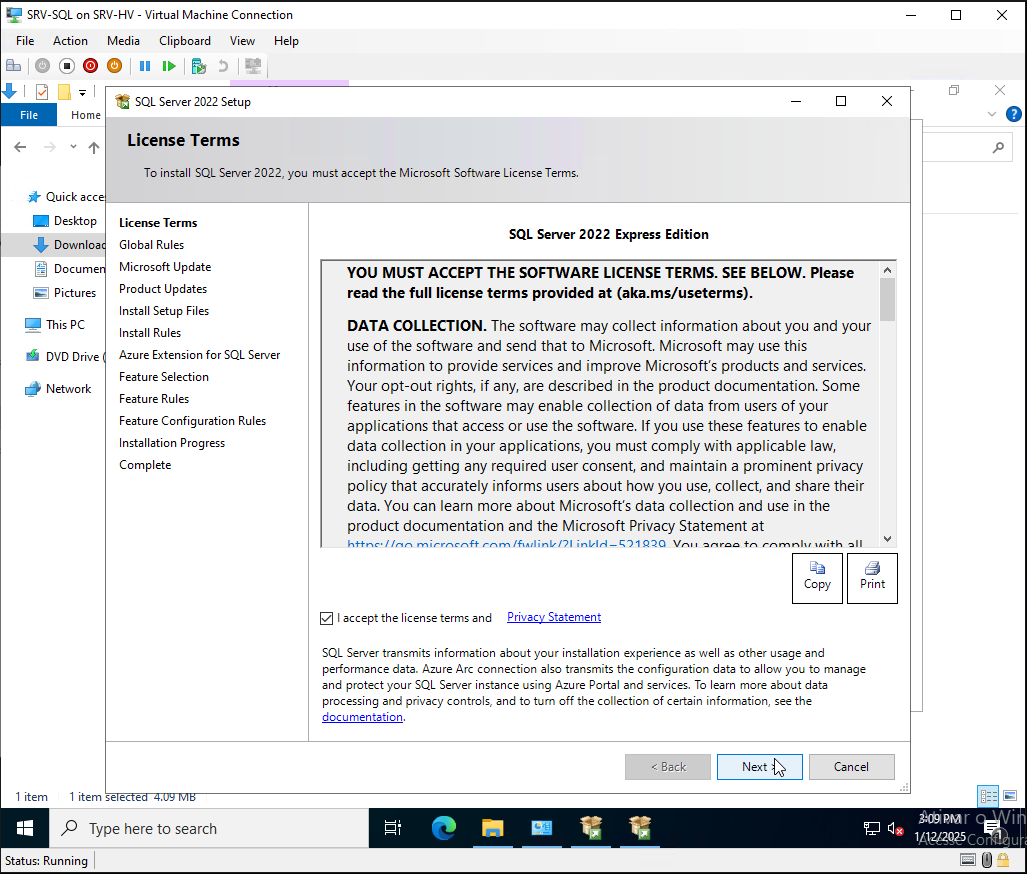 SRV-SQL on SRV-HV - Virtual Machine Connection
File Action Media Clipboard View Help
File Home
Quick acce
Desktop
Download
Documen
Pictures
This PC
DVD Drive (
Network
SQL Server 2022 Setup
License Terms
To install SQL Server 2022, you must accept the Microsoft Software License Terms.
License Terms
Global Rules
Microsoft Update
Product Updates
Install Setup Files
Install Rules
Azure Extension for SQL Server
Feature Selection
Feature Rules
Feature Configuration Rules
Installation Progress
Complete
SQL Server 2022 Express Edition
YOU MUST ACCEPT THE SOFTWARE LICENSE TERMS. SEE BELOW. Please
read the full license terms provided at (aka.ms/useterms).
DATA COLLECTION. The software may collect information about you and your
use of the software and send that to Microsoft. Microsoft may use this
information to provide services and improve Microsoft's products and services.
Your opt-out rights, if any, are described in the product documentation. Some
features in the software may enable collection of data from users of your
applications that access or use the software. If you use these features to enable
data collection in your applications, you must comply with applicable law,
including getting any required user consent, and maintain a prominent privacy
policy that accurately informs users about how you use, collect, and share their
data. You can learn more about Microsoft's data collection and use in the
product documentation and the Microsoft Privacy Statement at
https://go.microsoft.com/fwlink/?LinkId=521839. You agree to comply with all
Copy Print
I accept the license terms and Privacy Statement
SQL Server transmits information about your installation experience as well as other usage and
performance data. Azure Arc connection also transmits the configuration data to allow you to manage
and protect your SQL Server instance using Azure Portal and services. To learn more about data
processing and privacy controls, and to turn off the collection of certain information, see the
documentation.
< Back Next > Cancel
1 item 1 item selected 4.09 MB
Type here to search
3:09 PM
1/12/2025
1
Ativar o Win
Acesse Configura
Status: Running